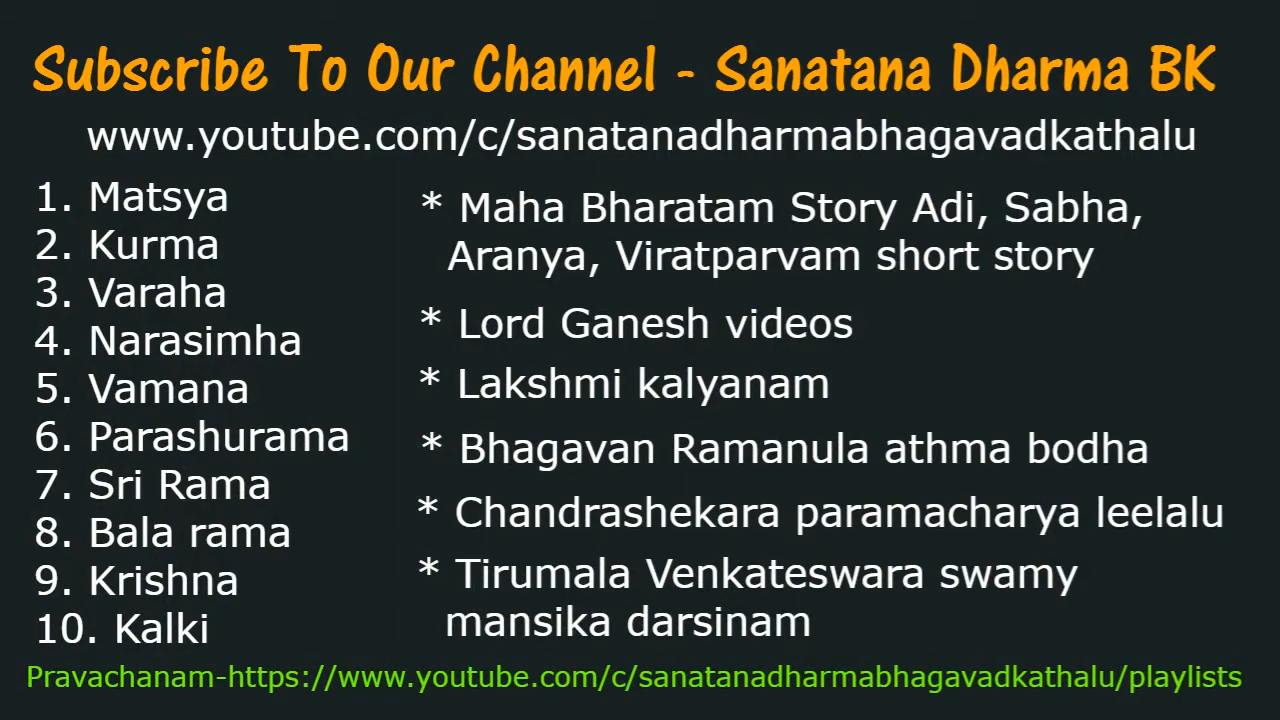 Subscribe To Our Channel - Sanatana Dharma BK
www.youtube.com/c/sanatanadharmabhagavadkathalu
1. Matsya
2. Kurma
3. Varaha
4. Narasimha
5. Vamana
6. Parashurama
7. Sri Rama
8. Bala rama
9. Krishna
10. Kalki
* Maha Bharatam Story Adi, Sabha,
Aranya, Viratparvam short story
* Lord Ganesh videos
* Lakshmi kalyanam
* Bhagavan Ramanula athma bodha
* Chandrashekara paramacharya leelalu
* Tirumala Venkateswara swamy
mansika darsinam
Pravachanam-https://www.youtube.com/c/sanatanadharmabhagavadkathalu/playlists